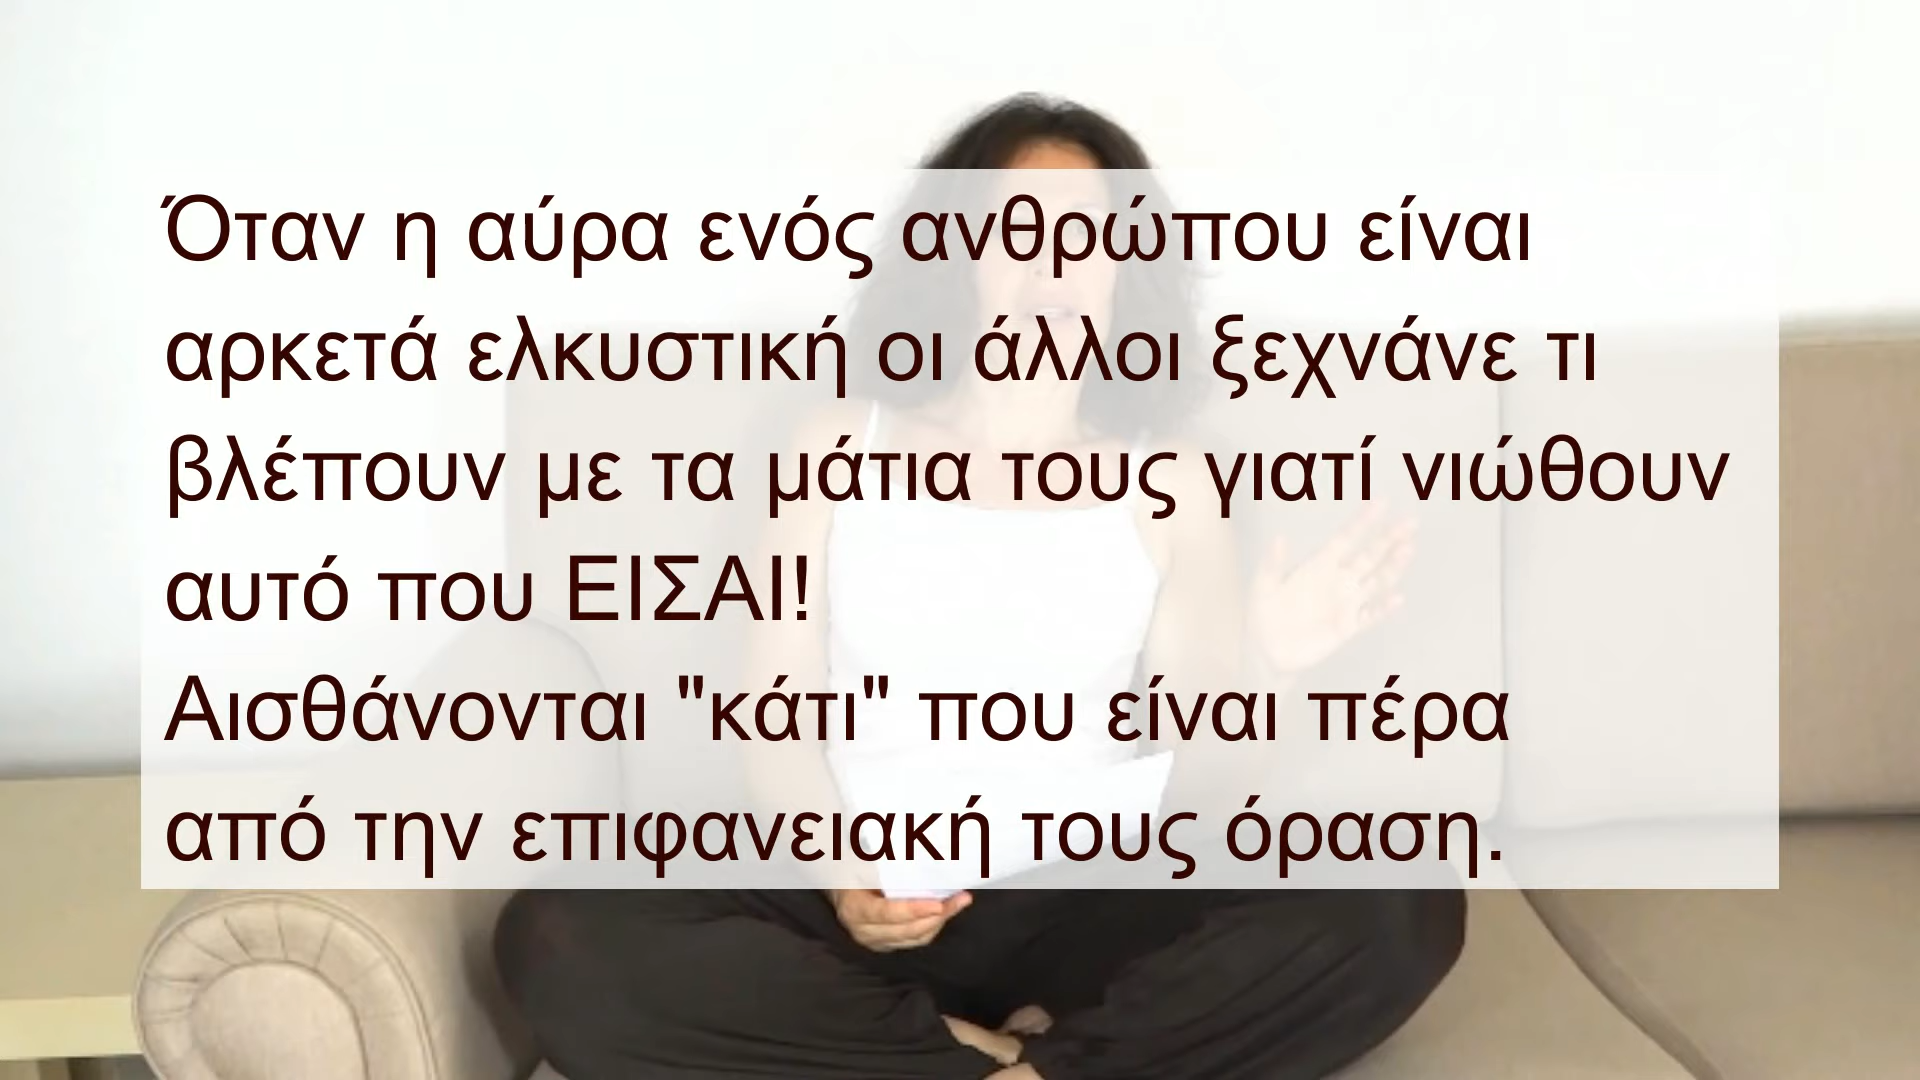 Όταν η αύρα ενός ανθρώπου είναι
αρκετά ελκυστική οι άλλοι ξεχνάνε τι
βλέπουν με τα μάτια τους γιατί νιώθουν
αυτό που ΕΙΣΑΙ!
Αισθάνονται "κάτι" που είναι πέρα
από την επιφανειακή τους όραση.